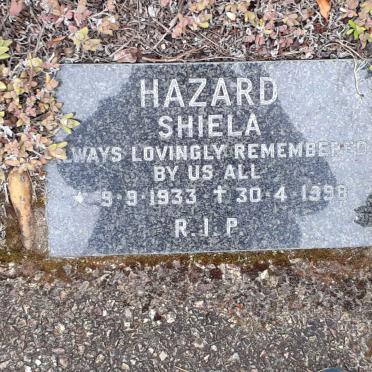 HAZARD
SHIELA
WAYS LOVINGLY REMEMBERED
BY US ALL
* 9·9·1933 † 30·4·1998
R.I.P.